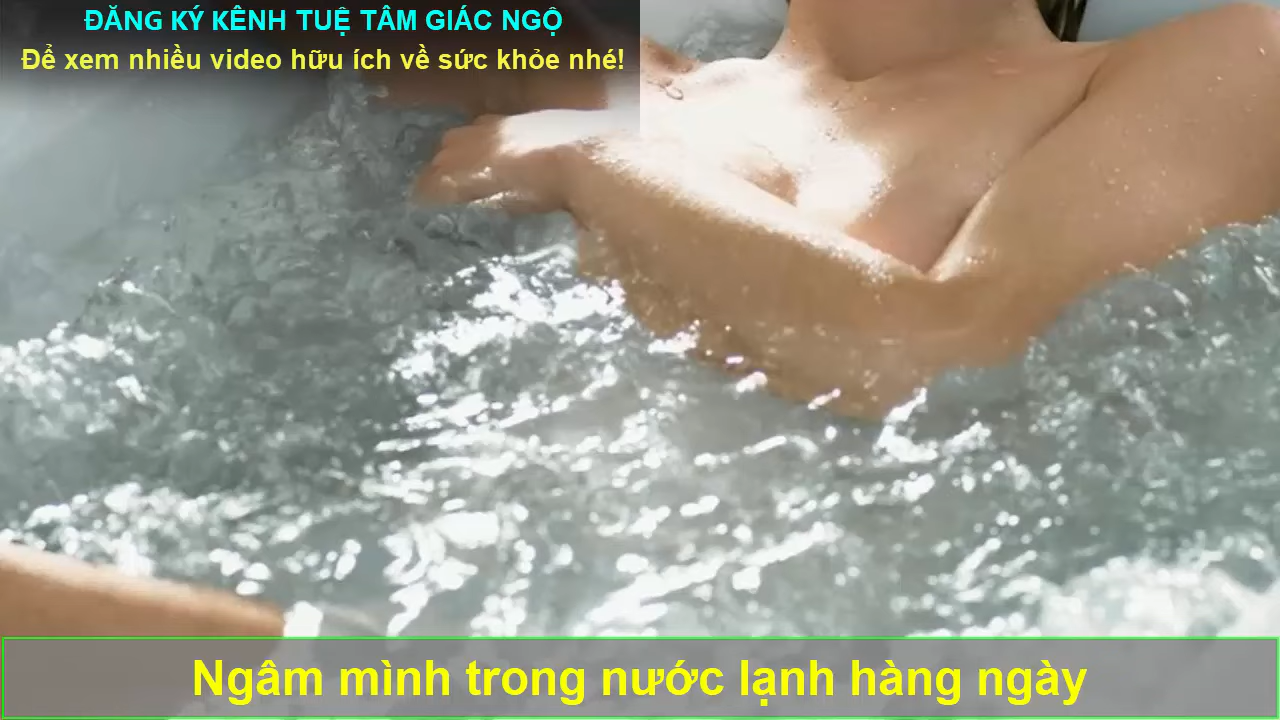 ĐĂNG KÝ KÊNH TUỆ TÂM GIÁC NGỘ
Để xem nhiều video hữu ích về sức khỏe nhé!
Ngâm mình trong nước lạnh hàng ngày